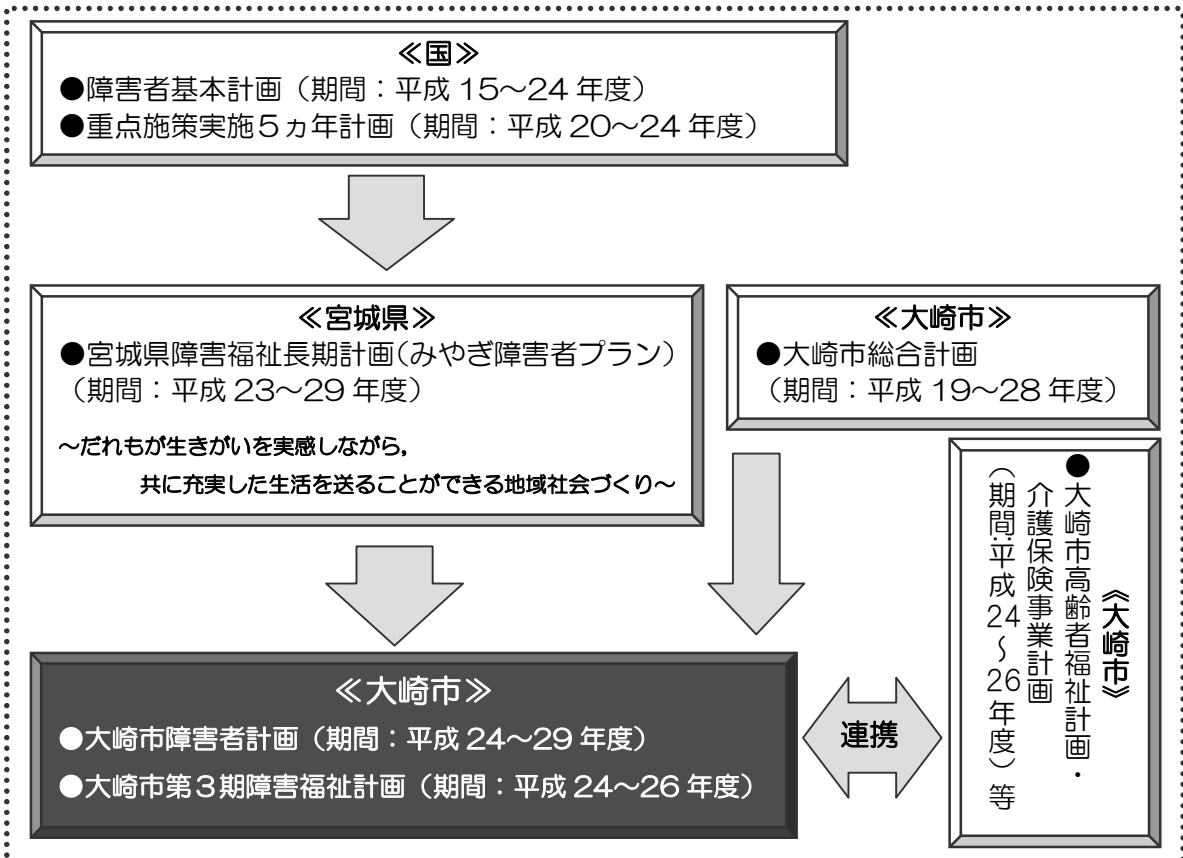 ≪国≫
●障害者基本計画（期間：平成 15～24 年度）
●重点施策実施５ヵ年計画（期間：平成 20～24 年度）
≪宮城県≫
●宮城県障害福祉長期計画(みやぎ障害者プラン)
（期間：平成 23～29 年度）
～だれもが生きがいを実感しながら，
共に充実した生活を送ることができる地域社会づくり～
≪大崎市≫
●大崎市総合計画
（期間：平成 19～28 年度）
≪大崎市≫
●大崎市高齢者福祉計画・
介護保険事業計画
（期間：平成 24～26 年度）等
≪大崎市≫
●大崎市障害者計画（期間：平成 24～29 年度）
●大崎市第３期障害福祉計画（期間：平成 24～26 年度）
連携